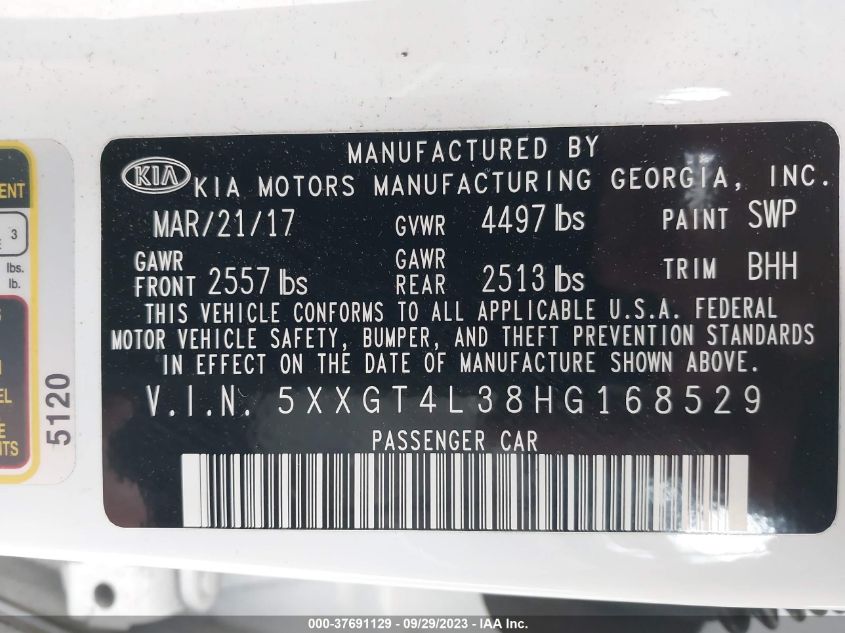 MANUFACTURED BY
KIA KIA MOTORS MANUFACTURING GEORGIA, INC.
MAR/21/17 GVWR 4497 lbs PAINT SWP
GAWR FRONT 2557 lbs GAWR REAR 2513 lbs TRIM BHH
THIS VEHICLE CONFORMS TO ALL APPLICABLE U.S.A. FEDERAL
MOTOR VEHICLE SAFETY, BUMPER, AND THEFT PREVENTION STANDARDS
IN EFFECT ON THE DATE OF MANUFACTURE SHOWN ABOVE.
V.I.N. 5XXGT4L38HG168529
PASSENGER CAR
3
lbs.
lb.
5120
000-37691129 - 09/29/2023 - IAA Inc.